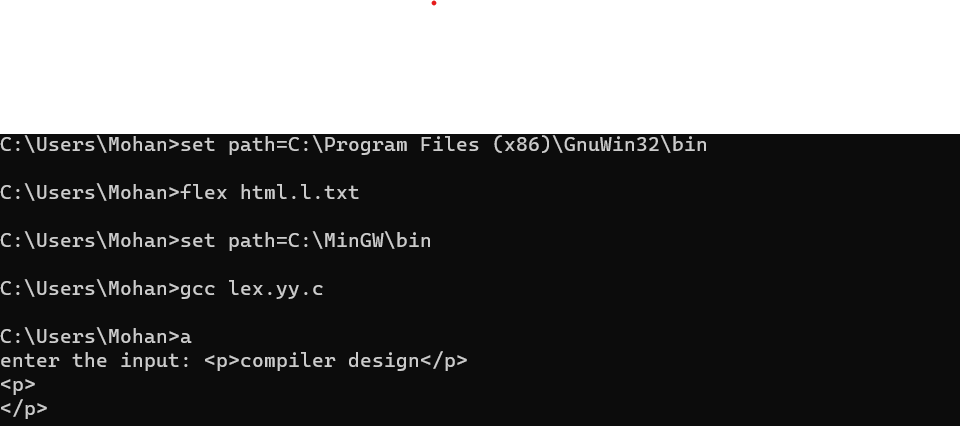 C:\Users\Mohan>set path=C:\Program Files (x86)\GnuWin32\bin
C:\Users\Mohan>flex html.l.txt
C:\Users\Mohan>set path=C:\MinGW\bin
C:\Users\Mohan>gcc lex.yy.c
C:\Users\Mohan>a
enter the input: <p>compiler design</p>
<p>
</p>